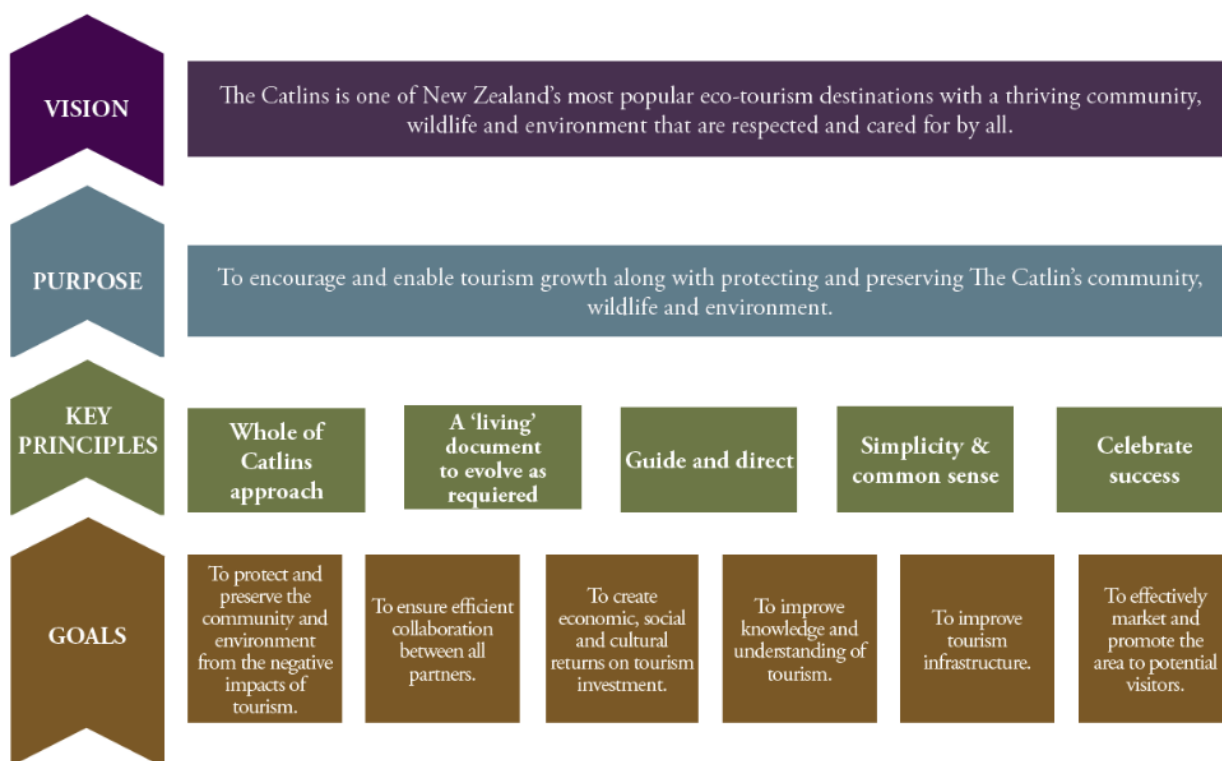 VISION
The Catlins is one of New Zealand's most popular eco-tourism destinations with a thriving community,
wildlife and environment that are respected and cared for by all.
PURPOSE
To encourage and enable tourism growth along with protecting and preserving The Catlin's community,
wildlife and environment.
KEY
PRINCIPLES
Whole of
Catlins
approach
A 'living'
document
to evolve as
requiered
Guide and direct
Simplicity &
common sense
Celebrate
success
GOALS
To protect and
preserve the
community and
environment
from the negative
impacts of
tourism.
To ensure efficient
collaboration
between all
partners.
To create
economic, social
and cultural
returns on tourism
investment.
To improve
knowledge and
understanding of
tourism.
To improve
tourism
infrastructure.
To effectively
market and
promote the
area to potential
visitors.